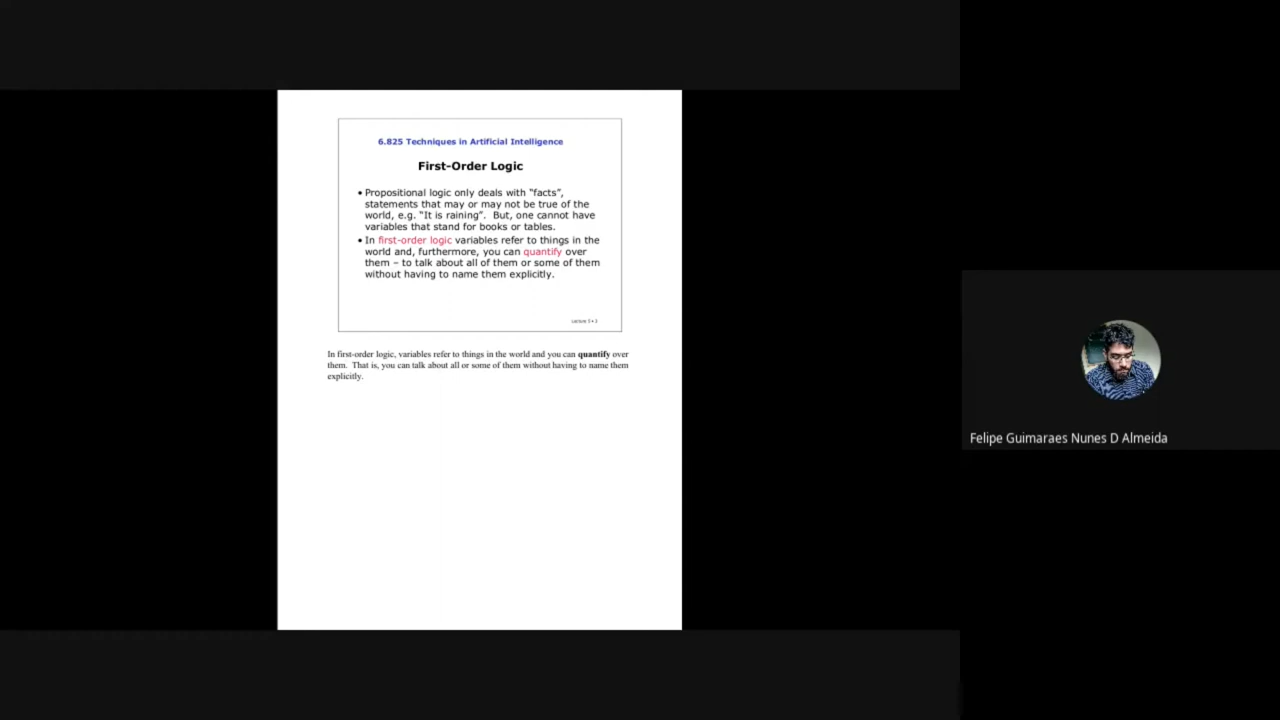 6.825 Techniques in Artificial Intelligence
First-Order Logic
• Propositional logic only deals with “facts”,
statements that may or may not be true of the
world, e.g. “It is raining”. But, one cannot have
variables that stand for books or tables.
• In first-order logic variables refer to things in the
world and, furthermore, you can quantify over
them – to talk about all of them or some of them
without having to name them explicitly.
In first-order logic, variables refer to things in the world and you can quantify over
them. That is, you can talk about all or some of them without having to name them
explicitly.
Felipe Guimaraes Nunes D Almeida